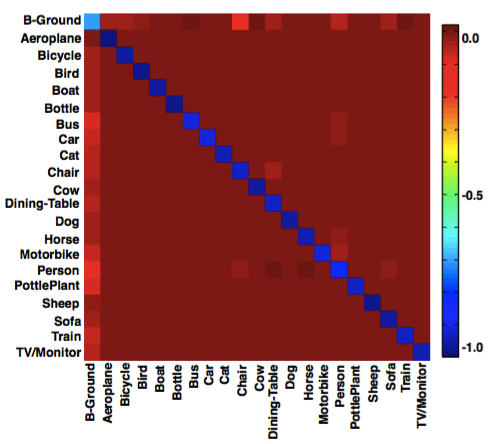 B-Ground
Aeroplane
Bicycle
Bird
Boat
Bottle
Bus
Car
Cat
Chair
Cow
Dining-Table
Dog
Horse
Motorbike
Person
PottlePlant
Sheep
Sofa
Train
TV/Monitor
B-Ground
Aeroplane
Bicycle
Bird
Boat
Bottle
Bus
Car
Cat
Chair
Cow
Dining-Table
Dog
Horse
Motorbike
Person
PottlePlant
Sheep
Sofa
Train
TV/Monitor
0.0
-0.5
-1.0